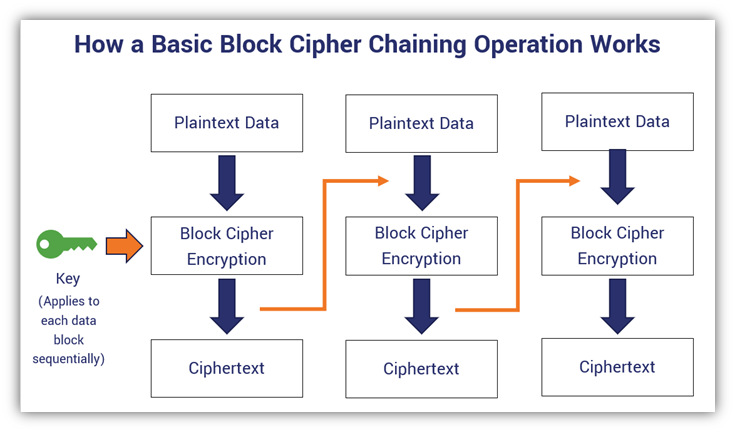 How a Basic Block Cipher Chaining Operation Works
Plaintext Data
Plaintext Data
Plaintext Data
Block Cipher
Encryption
Block Cipher
Encryption
Block Cipher
Encryption
Key
(Applies to
each data
block
sequentially)
Ciphertext
Ciphertext
Ciphertext